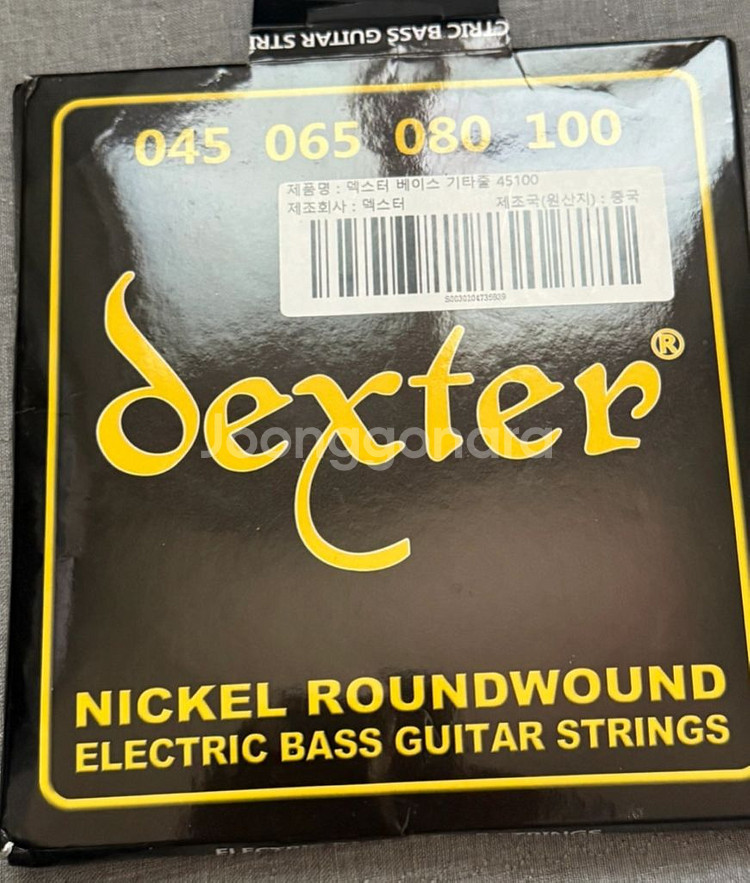 CTRIC BASS GUITAR STRI
045 065 080 100
제품명 : 덱스터 베이스 기타줄 45100
제조회사 : 덱스터 제조국(원산지) : 중국
dexter®
Joonggonara
NICKEL ROUNDWOUND
ELECTRIC BASS GUITAR STRINGS